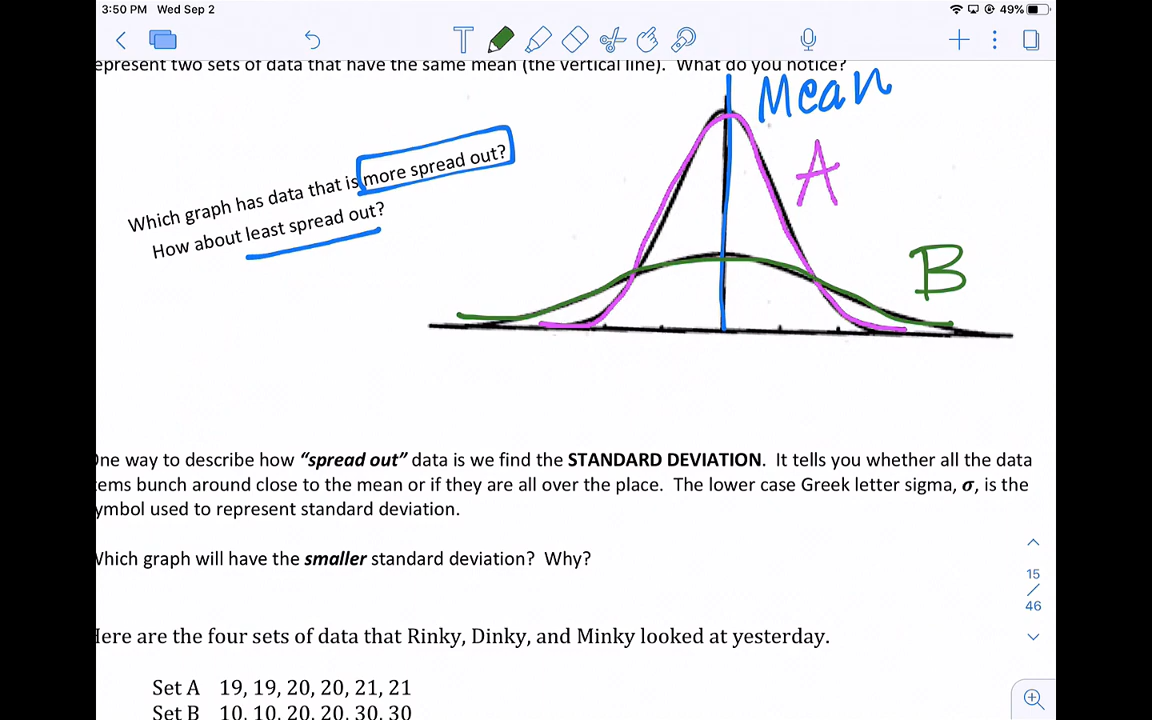 3:50 PM Wed Sep 2
49%
T
epresent two sets of data that have the same mean (the vertical line). What do you notice?
Mean
Which graph has data that is more spread out?
How about least spread out?
A
B
One way to describe how “spread out” data is we find the STANDARD DEVIATION. It tells you whether all the data
tems bunch around close to the mean or if they are all over the place. The lower case Greek letter sigma, σ, is the
ymbol used to represent standard deviation.
Which graph will have the smaller standard deviation? Why?
Here are the four sets of data that Rinky, Dinky, and Minky looked at yesterday.
Set A 19, 19, 20, 20, 21, 21
Set B 10, 10, 20, 20, 30, 30
15
/
46